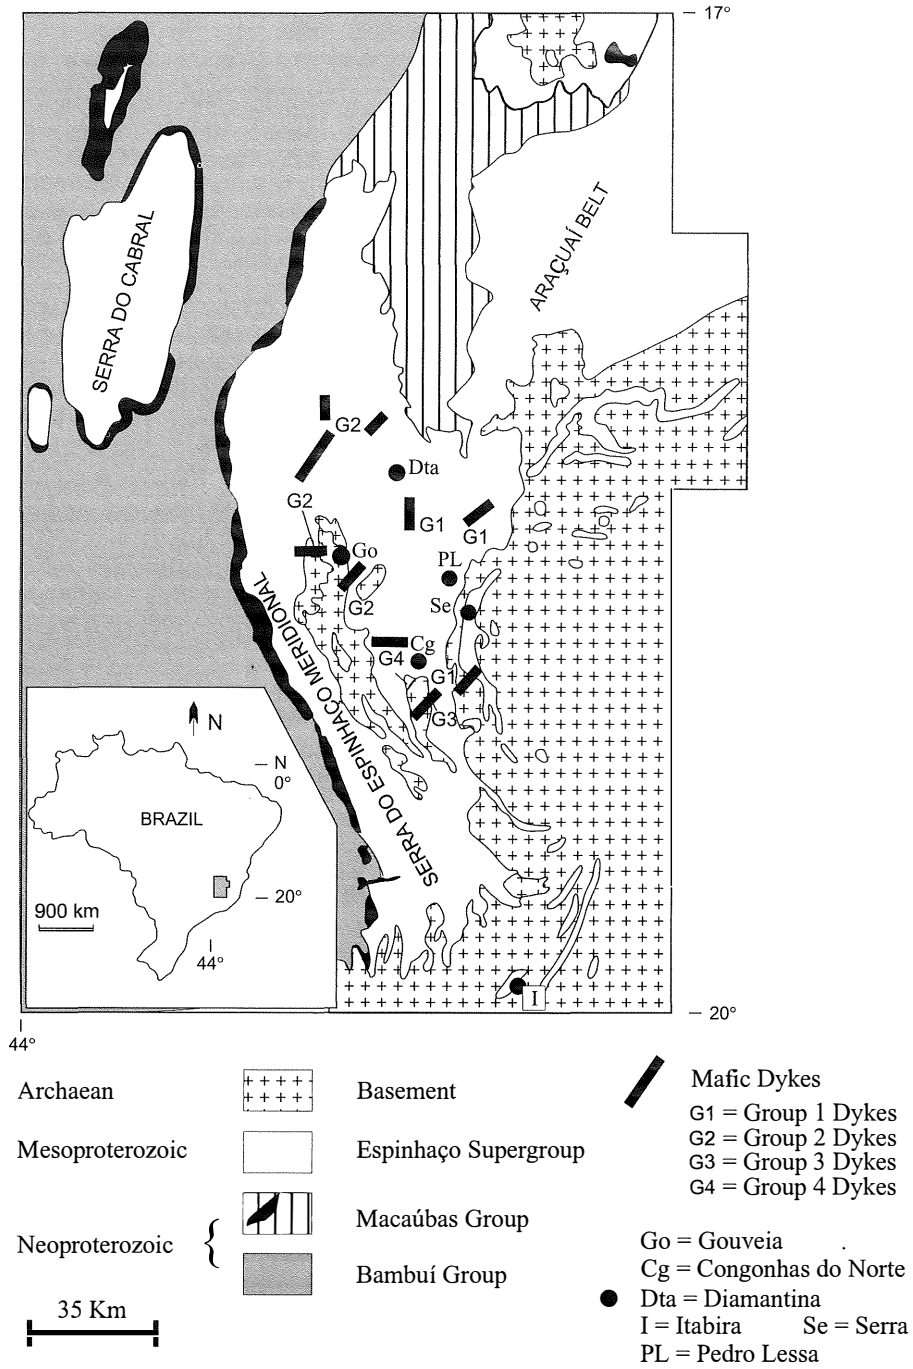 17°
SERRA DO CABRAL
ARAÇUAÍ BELT
G2
Dta
G2
G1
G1
Go
PL
G2
Se
Cg
G4
G1
G3
SERRA DO ESPINHAÇO MERIDIONAL
N
N
0°
BRAZIL
20°
900 km
44°
I
20°
44°
Archaean
Basement
Mesoproterozoic
Espinhaço Supergroup
Neoproterozoic
Macaúbas Group
Bambuí Group
35 Km
Mafic Dykes
G1 = Group 1 Dykes
G2 = Group 2 Dykes
G3 = Group 3 Dykes
G4 = Group 4 Dykes
Go = Gouveia
Cg = Congonhas do Norte
Dta = Diamantina
I = Itabira Se = Serra
PL = Pedro Lessa